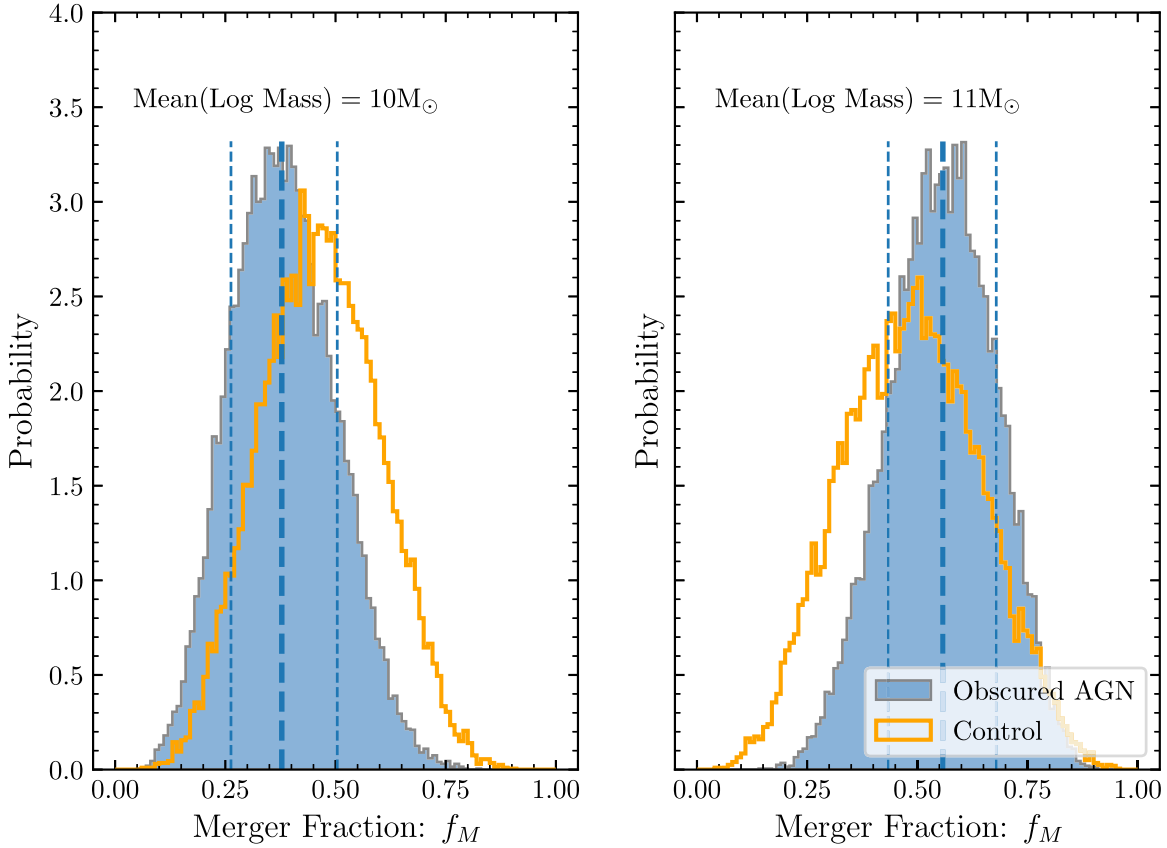 4.0
3.5
3.0
2.5
2.0
1.5
1.0
0.5
0.0
Probability
Mean(Log Mass) = 10M☉
0.00 0.25 0.50 0.75 1.00
Merger Fraction: f_M
Probability
Mean(Log Mass) = 11M☉
Obscured AGN
Control
0.00 0.25 0.50 0.75 1.00
Merger Fraction: f_M